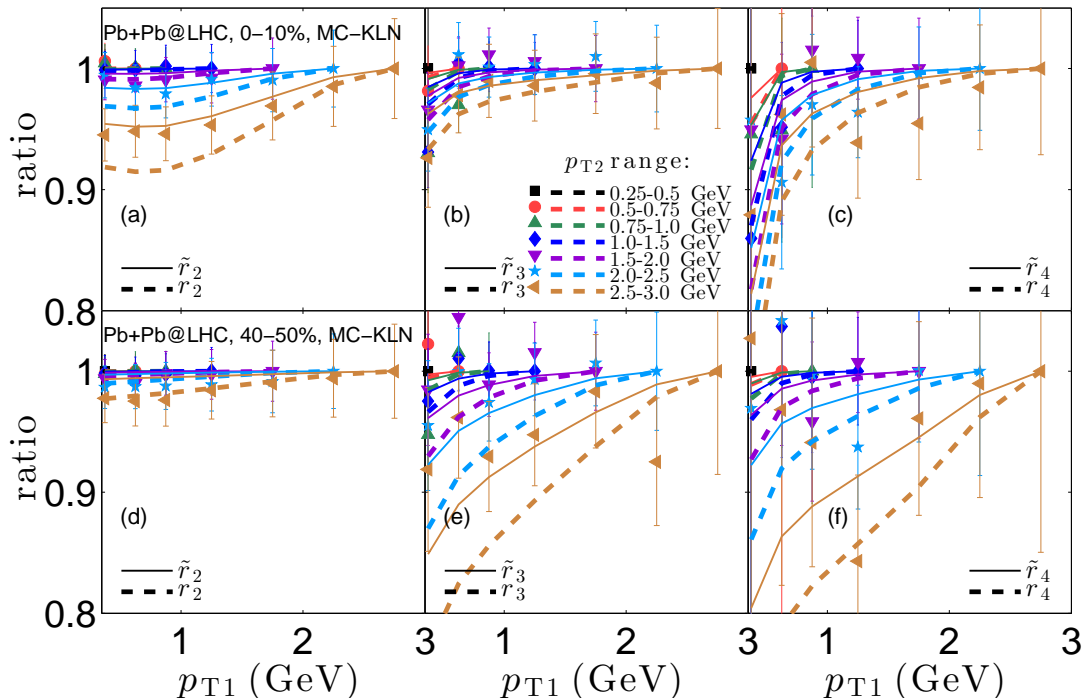 Pb+Pb@LHC, 0−10%, MC−KLN
1
0.9
ratio
(a)
r̃₂
r₂
(b)
r̃₃
r₃
p_T2 range:
0.25-0.5 GeV
0.5-0.75 GeV
0.75-1.0 GeV
1.0-1.5 GeV
1.5-2.0 GeV
2.0-2.5 GeV
2.5-3.0 GeV
(c)
r̃₄
r₄
0.8
Pb+Pb@LHC, 40−50%, MC−KLN
1
0.9
0.8
ratio
(d)
r̃₂
r₂
(e)
r̃₃
r₃
(f)
r̃₄
r₄
1 2 3 1 2 3 1 2 3
p_T1 (GeV) p_T1 (GeV) p_T1 (GeV)